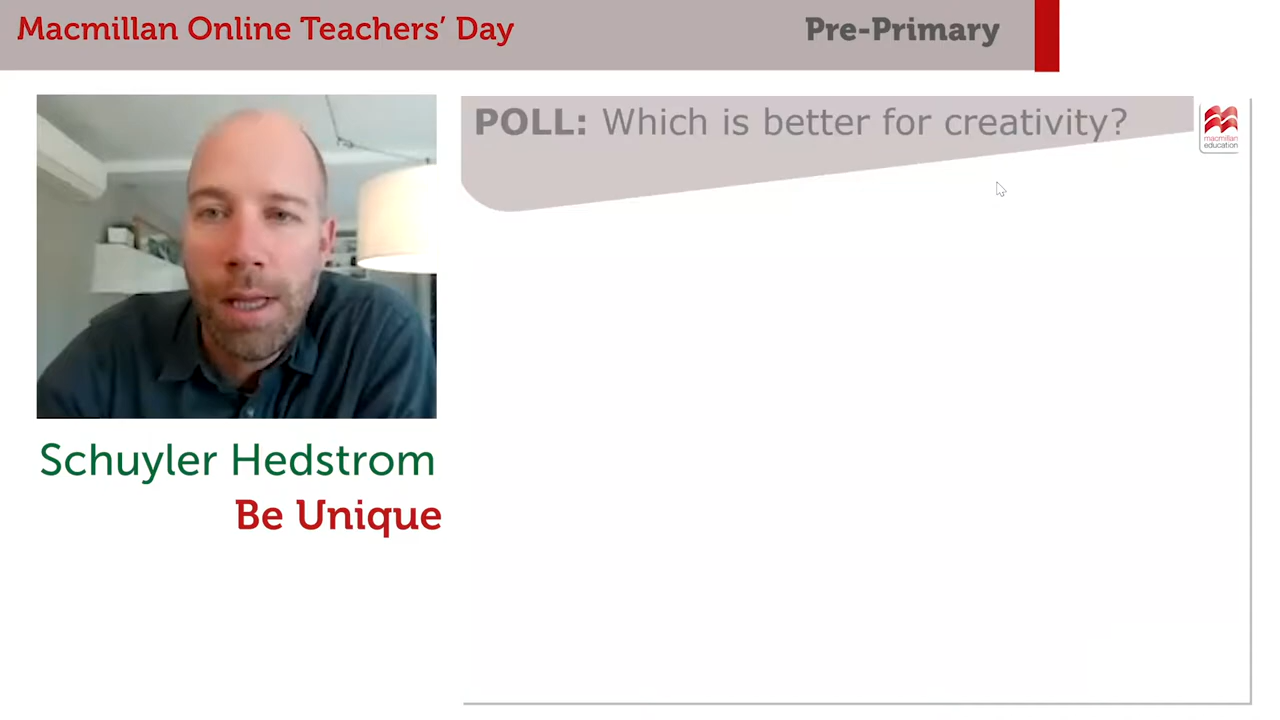 Macmillan Online Teachers' Day
Pre-Primary
POLL: Which is better for creativity?
macmillan
education
Schuyler Hedstrom
Be Unique